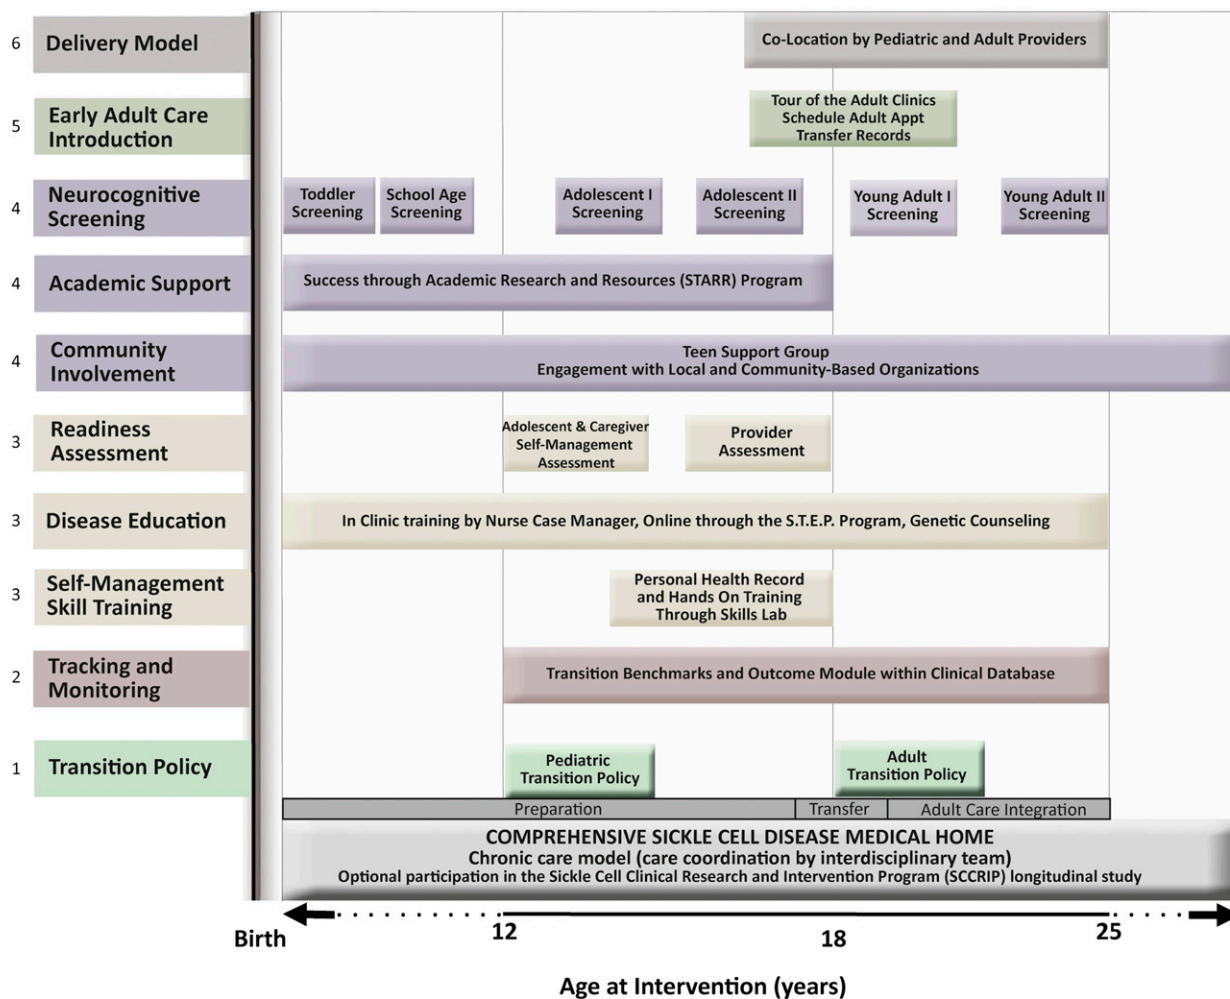 6
Delivery Model
Co-Location by Pediatric and Adult Providers
5
Early Adult Care
Introduction
Tour of the Adult Clinics
Schedule Adult Appt
Transfer Records
4
Neurocognitive
Screening
Toddler
Screening
School Age
Screening
Adolescent I
Screening
Adolescent II
Screening
Young Adult I
Screening
Young Adult II
Screening
4
Academic Support
Success through Academic Research and Resources (STARR) Program
4
Community
Involvement
Teen Support Group
Engagement with Local and Community-Based Organizations
3
Readiness
Assessment
Adolescent & Caregiver
Self-Management
Assessment
Provider
Assessment
3
Disease Education
In Clinic training by Nurse Case Manager, Online through the S.T.E.P. Program, Genetic Counseling
3
Self-Management
Skill Training
Personal Health Record
and Hands On Training
Through Skills Lab
2
Tracking and
Monitoring
Transition Benchmarks and Outcome Module within Clinical Database
1
Transition Policy
Pediatric
Transition Policy
Adult
Transition Policy
Preparation
Transfer
Adult Care Integration
COMPREHENSIVE SICKLE CELL DISEASE MEDICAL HOME
Chronic care model (care coordination by interdisciplinary team)
Optional participation in the Sickle Cell Clinical Research and Intervention Program (SCCRIP) longitudinal study
Birth
12
18
25
Age at Intervention (years)